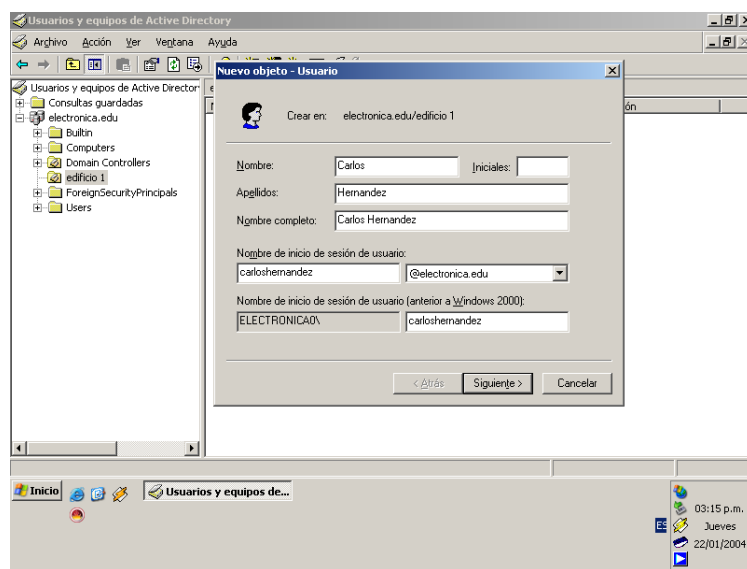 Usuarios y equipos de Active Directory
Archivo Acción Ver Ventana Ayuda
Usuarios y equipos de Active Director
Consultas guardadas
electronica.edu
Builtin
Computers
Domain Controllers
edificio 1
ForeignSecurityPrincipals
Users
ón
Nuevo objeto - Usuario
Crear en: electronica.edu/edificio 1
Nombre: Carlos Iniciales:
Apellidos: Hernandez
Nombre completo: Carlos Hernandez
Nombre de inicio de sesión de usuario:
carloshernandez @electronica.edu
Nombre de inicio de sesión de usuario (anterior a Windows 2000):
ELECTRONICA0\ carloshernandez
< Atrás Siguiente > Cancelar
Inicio Usuarios y equipos de...
ES
03:15 p.m.
Jueves
22/01/2004